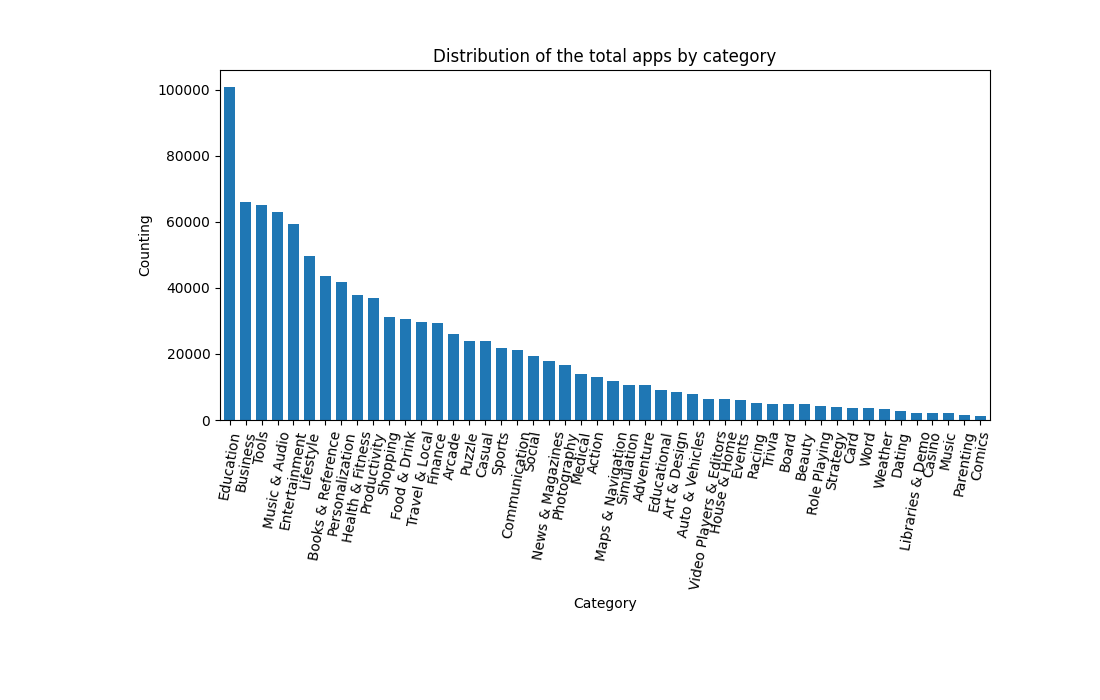 Distribution of the total apps by category
100000
80000
60000
40000
20000
0
Counting
Education
Business
Tools
Music & Audio
Entertainment
Lifestyle
Books & Reference
Personalization
Health & Fitness
Productivity
Shopping
Food & Drink
Travel & Local
Finance
Arcade
Puzzle
Casual
Sports
Communication
Social
News & Magazines
Photography
Medical
Action
Maps & Navigation
Simulation
Adventure
Educational
Art & Design
Auto & Vehicles
Video Players & Editors
House & Home
Events
Racing
Trivia
Board
Beauty
Role Playing
Strategy
Card
Word
Weather
Dating
Libraries & Demo
Casino
Music
Parenting
Comics
Category